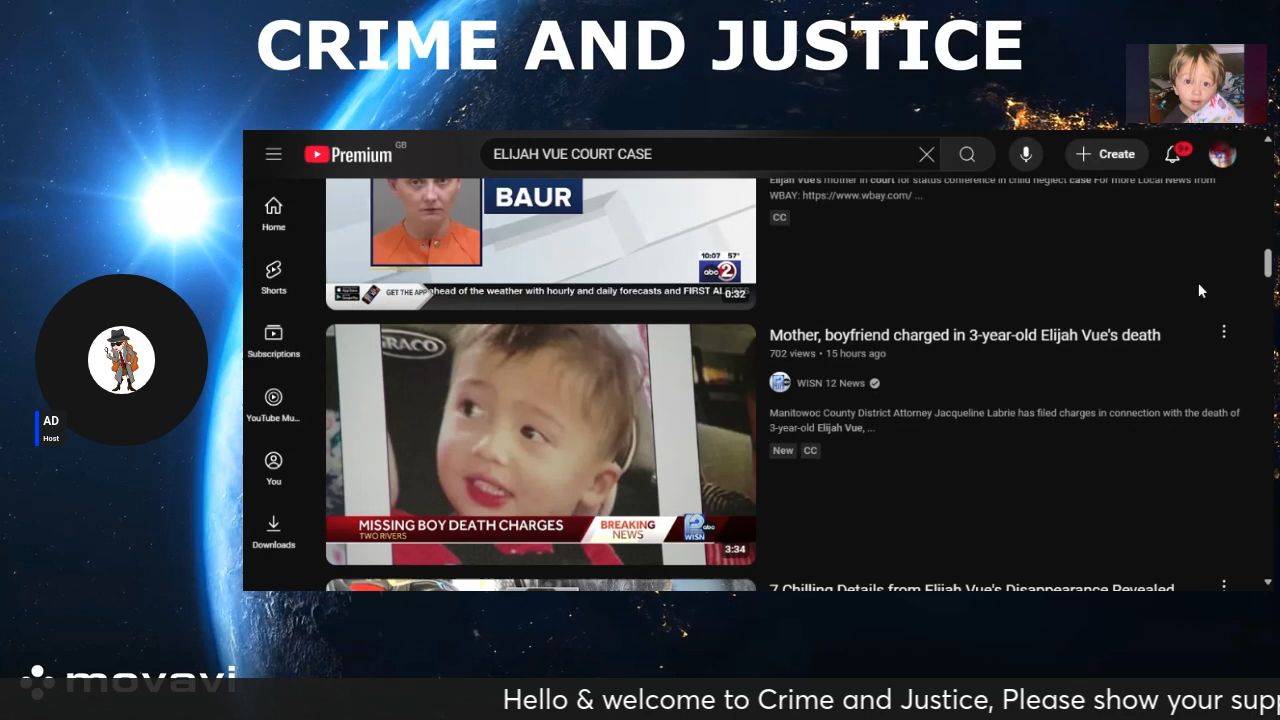 CRIME AND JUSTICE
Premium GB
ELIJAH VUE COURT CASE
Create
9+
Home
Shorts
Subscriptions
YouTube Mu...
You
Downloads
BAUR
10:07 57°
abc 2
GET THE APP
ahead of the weather with hourly and daily forecasts and FIRST
0:32
Elijah Vue's mother in court for status conference in child neglect case For more Local News from
WBAY: https://www.wbay.com/ ...
CC
GRACO
MISSING BOY DEATH CHARGES
TWO RIVERS
BREAKING
NEWS
12 abc
WISN
3:34
Mother, boyfriend charged in 3-year-old Elijah Vue's death
702 views • 15 hours ago
WISN 12 News
Manitowoc County District Attorney Jacqueline Labrie has filed charges in connection with the death of
3-year-old Elijah Vue, ...
New CC
7 Chilling Details from Elijah Vue's Disappearance Revealed
AD
Host
movavi
Hello & welcome to Crime and Justice, Please show your sup